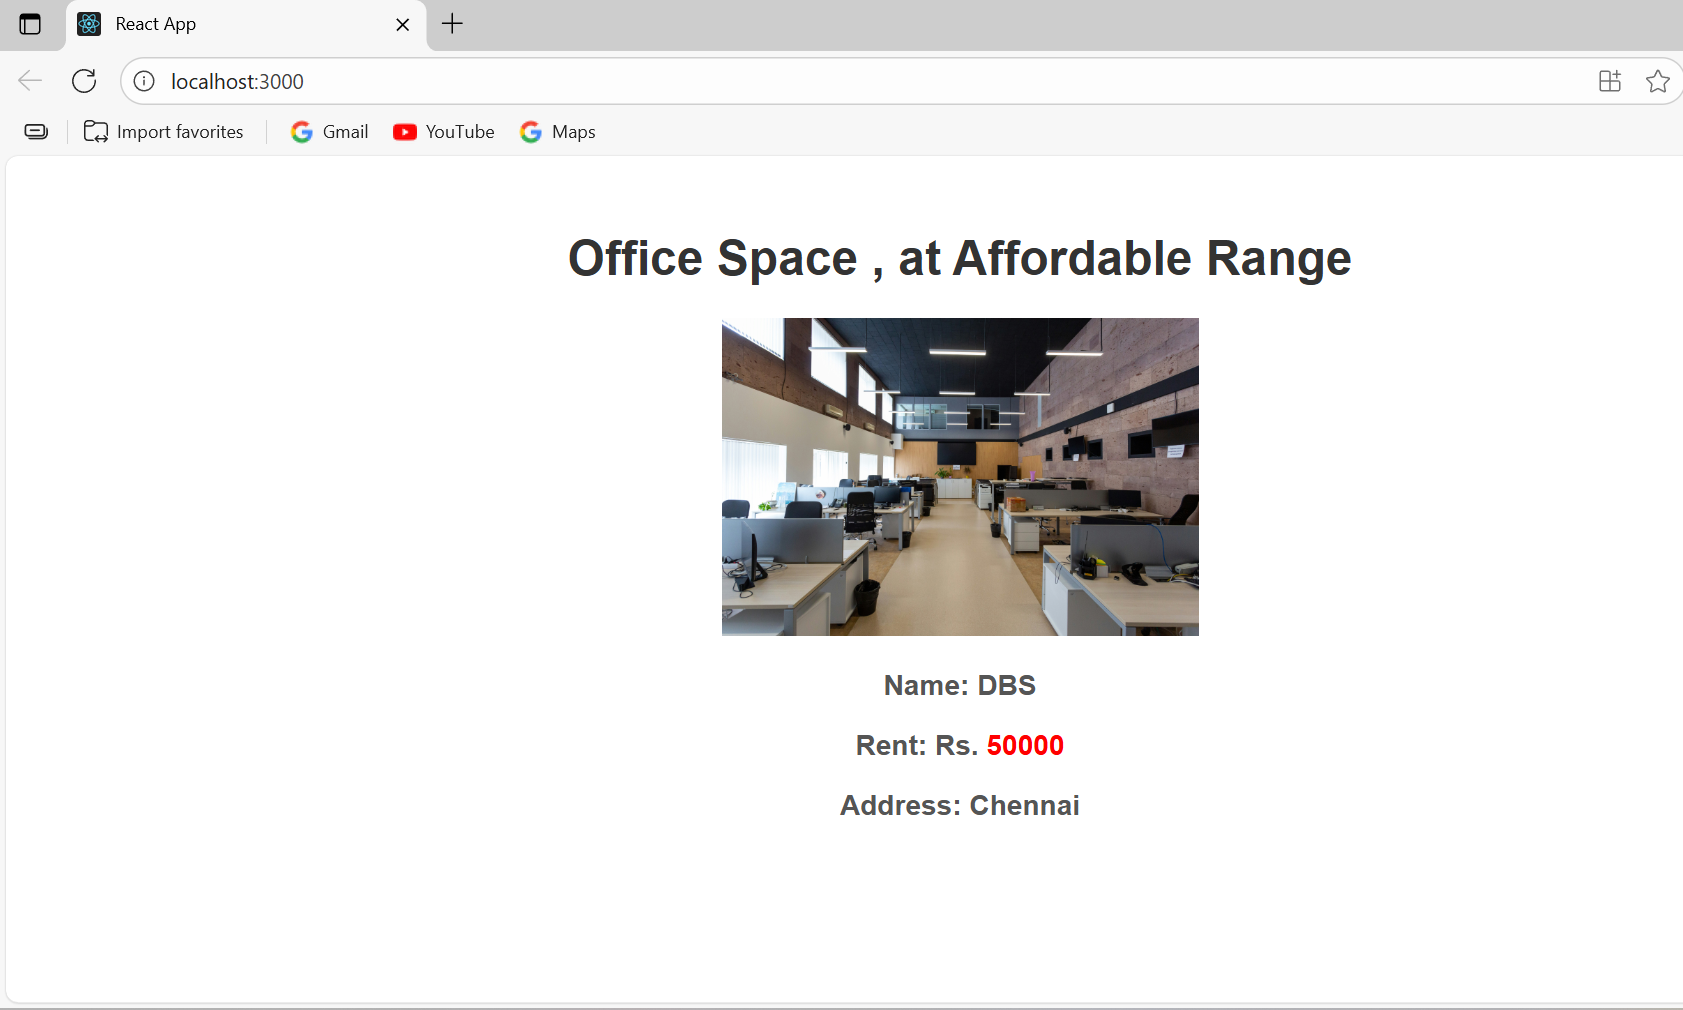 React App
localhost:3000
Import favorites Gmail YouTube Maps
Office Space , at Affordable Range
Name: DBS
Rent: Rs. 50000
Address: Chennai